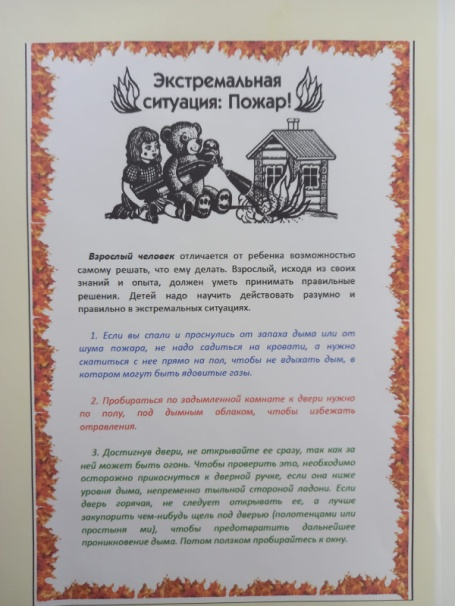 Экстремальная
ситуация: Пожар!
Взрослый человек отличается от ребенка возможностью
самому решать, что ему делать. Взрослый, исходя из своих
знаний и опыта, должен уметь принимать правильные
решения. Детей надо научить действовать разумно и
правильно в экстремальных ситуациях.
1. Если вы спали и проснулись от запаха дыма или от
шума пожара, не надо садиться на кровати, а нужно
скатиться с нее прямо на пол, чтобы не вдыхать дым, в
котором могут быть ядовитые газы.
2. Пробираться по задымленной комнате к двери нужно
по полу, под дымным облаком, чтобы избежать
отравления.
3. Достигнув двери, не открывайте ее сразу, так как за
ней может быть огонь. Чтобы проверить это, необходимо
осторожно прикоснуться к дверной ручке, если она ниже
уровня дыма, непременно тыльной стороной ладони. Если
дверь горячая, не следует открывать ее, а лучше
закупорить чем-нибудь щель под дверью (полотенцами или
простыня ми), чтобы предотвратить дальнейшее
проникновение дыма. Потом ползком пробирайтесь к окну.